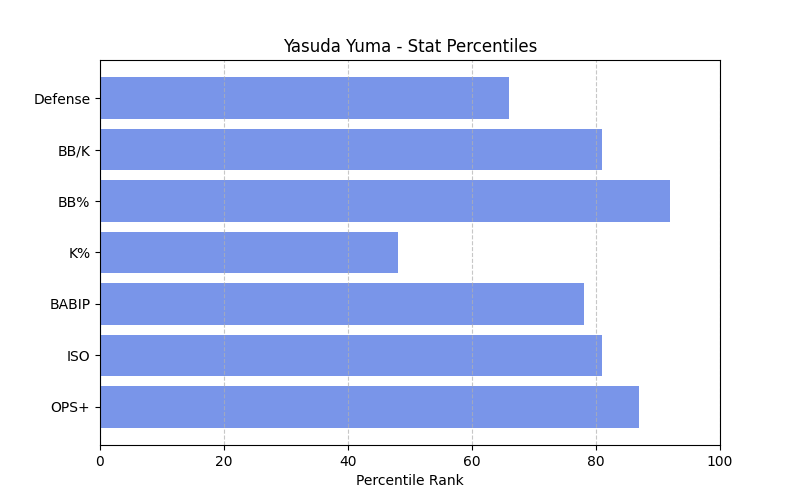 Yasuda Yuma - Stat Percentiles
Defense
BB/K
BB%
K%
BABIP
ISO
OPS+
0 20 40 60 80 100
Percentile Rank